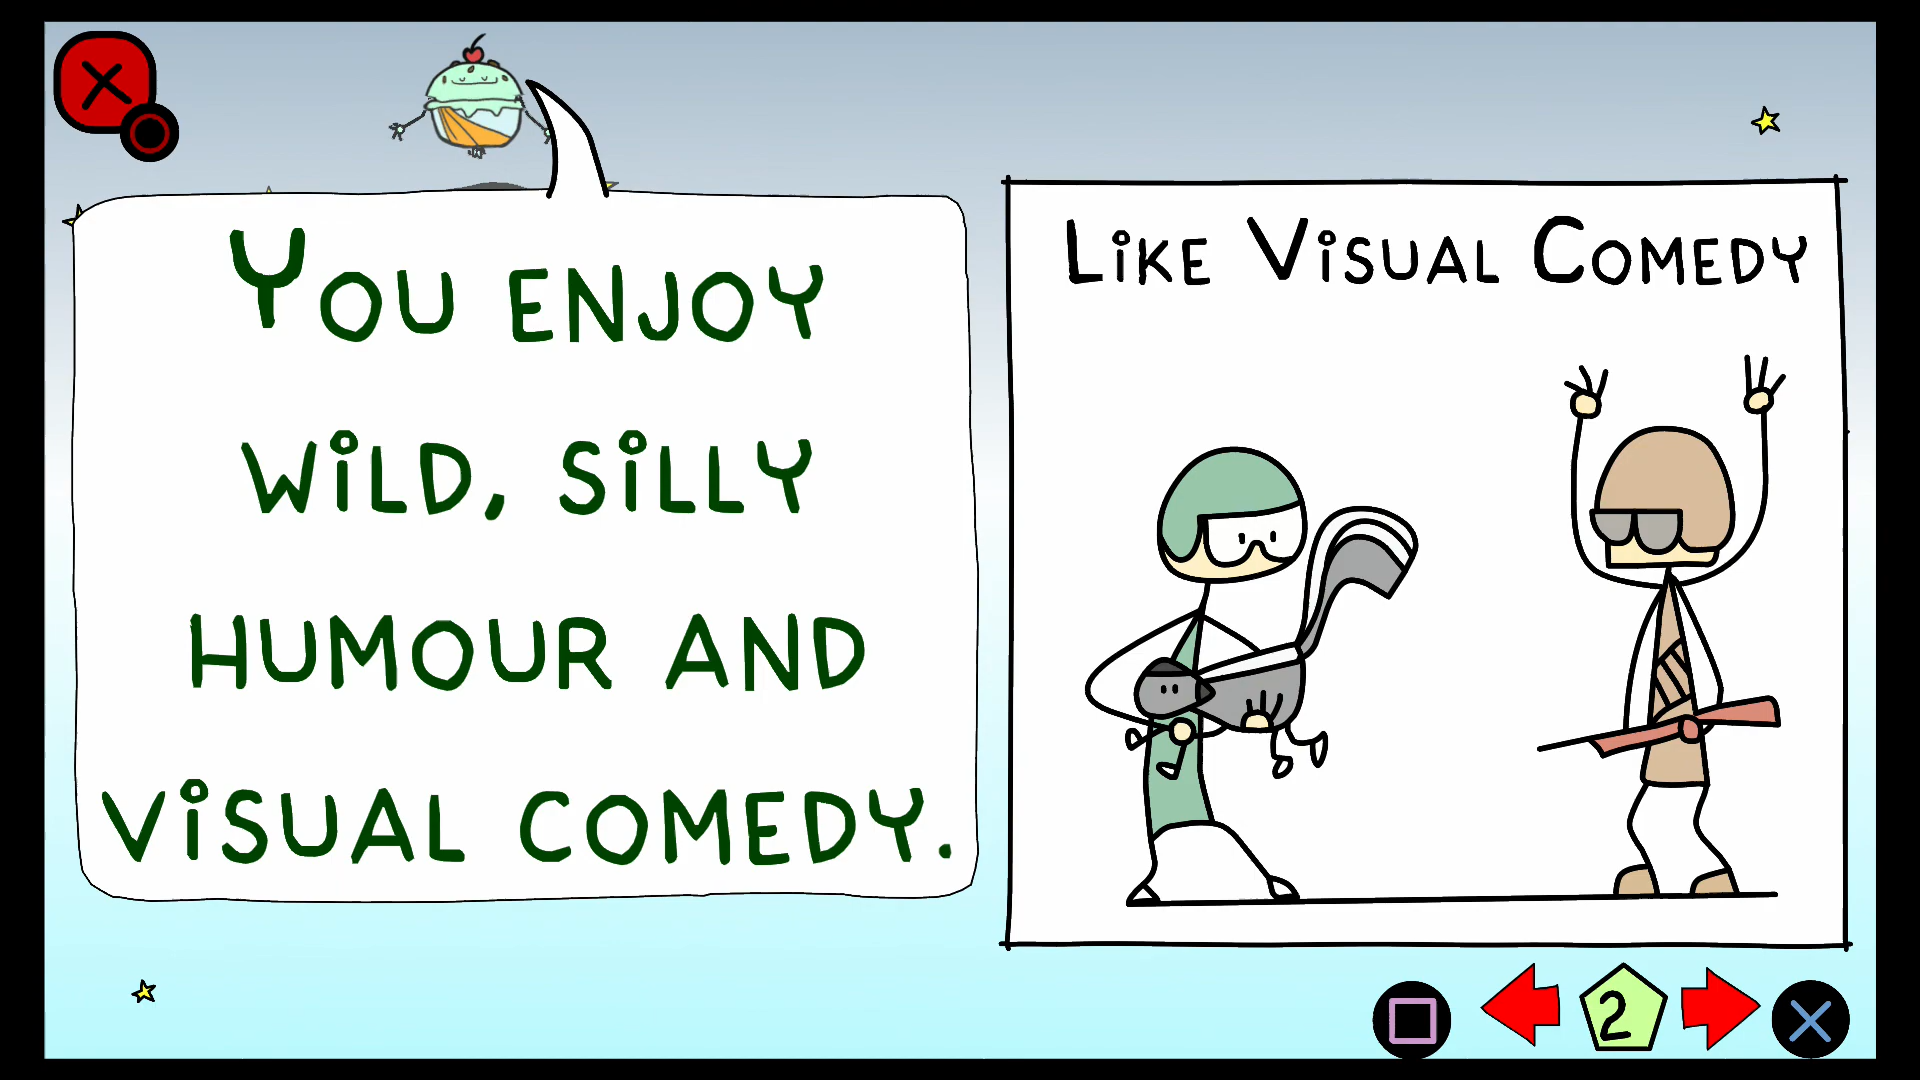 You enjoy
wild, silly
humour and
visual comedy.
Like Visual Comedy
2